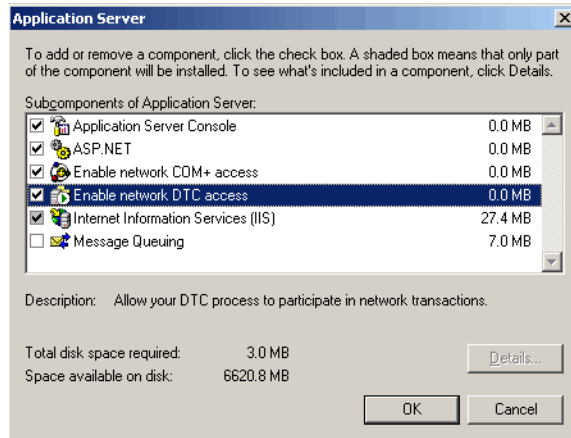 Application Server
To add or remove a component, click the check box. A shaded box means that only part
of the component will be installed. To see what's included in a component, click Details.
Subcomponents of Application Server:
Application Server Console 0.0 MB
ASP.NET 0.0 MB
Enable network COM+ access 0.0 MB
Enable network DTC access 0.0 MB
Internet Information Services (IIS) 27.4 MB
Message Queuing 7.0 MB
Description: Allow your DTC process to participate in network transactions.
Total disk space required: 3.0 MB
Space available on disk: 6620.8 MB
Details...
OK Cancel